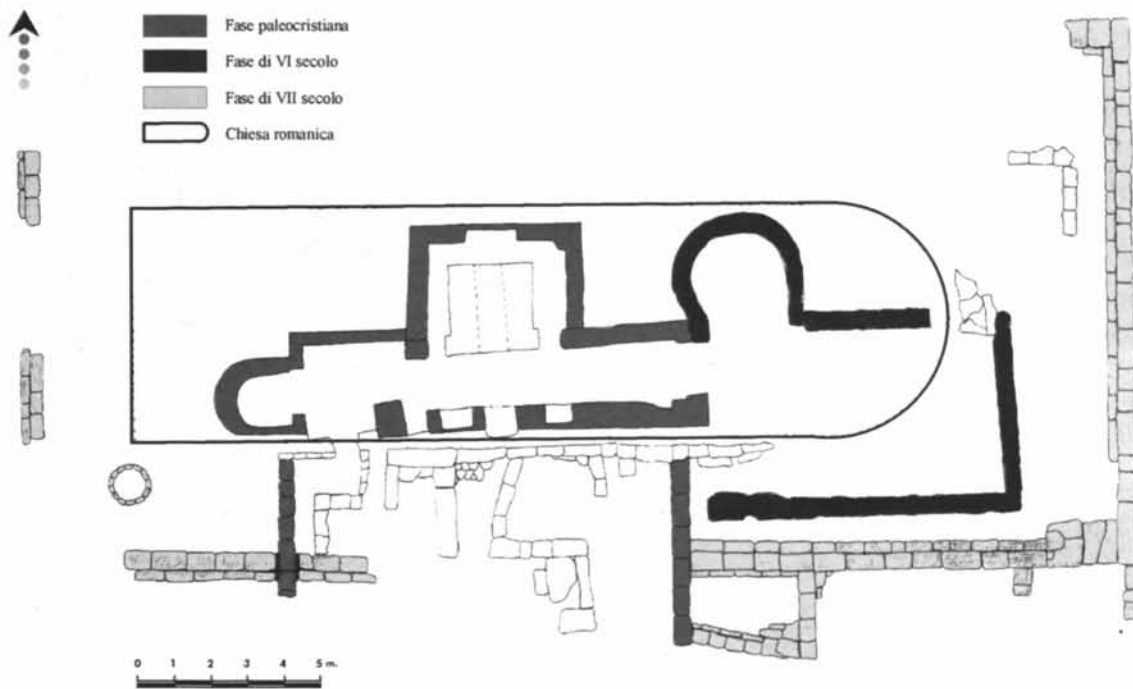 Fase paleocristiana
Fase di VI secolo
Fase di VII secolo
Chiesa romanica
0 1 2 3 4 5 m.